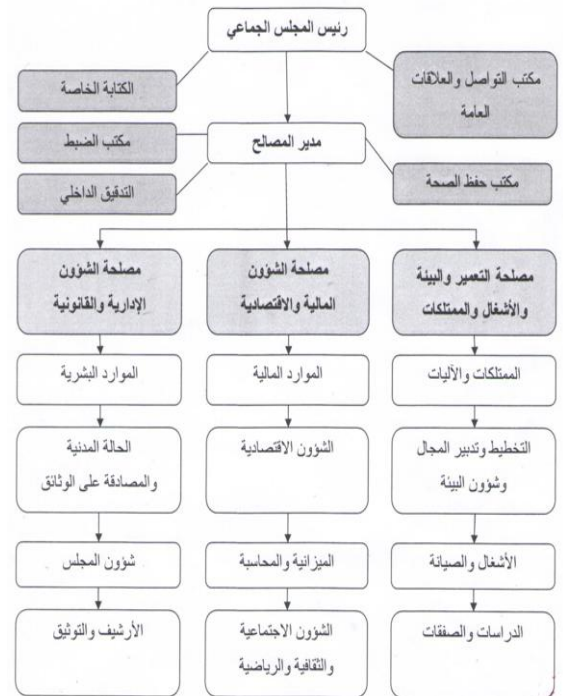 رئيس المجلس الجماعي
مكتب التواصل والعلاقات
العامة
الكتابة الخاصة
مكتب الضبط
مدير المصالح
مكتب حفظ الصحة
التدقيق الداخلي
مصلحة التعمير والبيئة
والأشغال والممتلكات
مصلحة الشؤون
المالية والاقتصادية
مصلحة الشؤون
الإدارية والقانونية
الممتلكات والآليات
الموارد المالية
الموارد البشرية
التخطيط وتدبير المجال
وشؤون البيئة
الشؤون الاقتصادية
الحالة المدنية
والمصادقة على الوثائق
الأشغال والصيانة
الميزانية والمحاسبة
شؤون المجلس
الدراسات والصفقات
الشؤون الاجتماعية
والثقافية والرياضية
الأرشيف والتوثيق